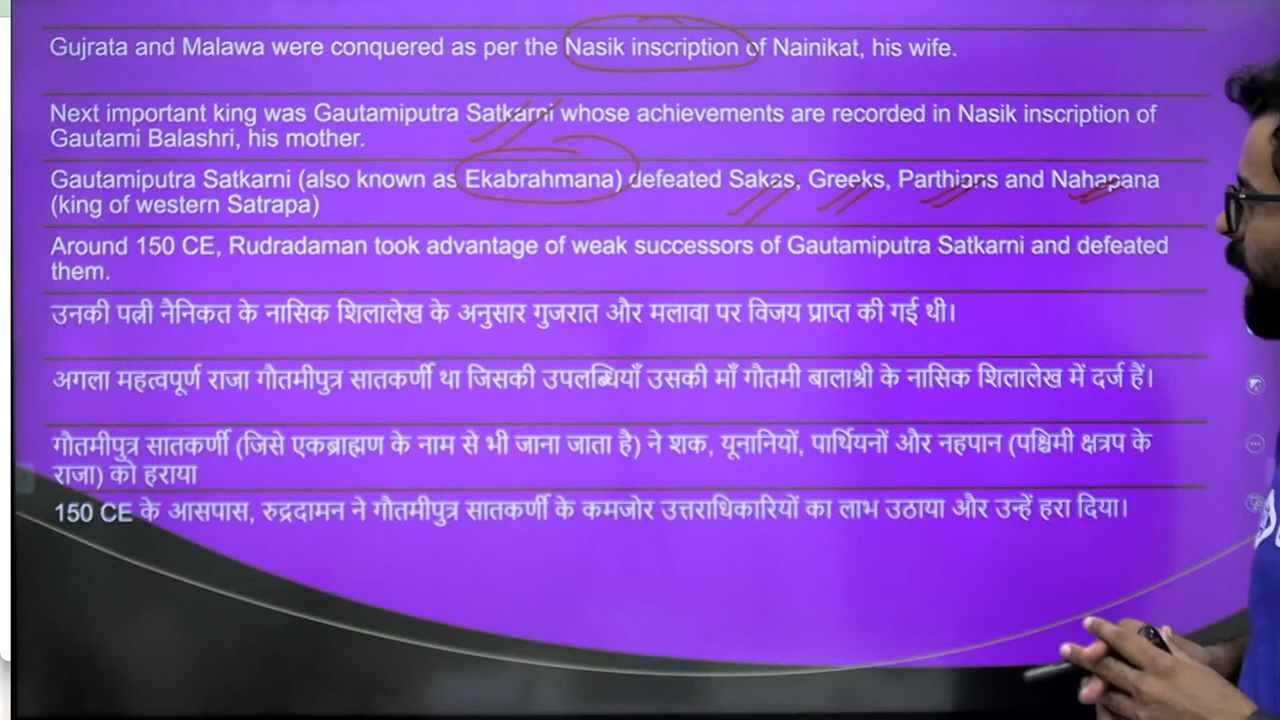 Gujrata and Malawa were conquered as per the Nasik inscription of Nainikat, his wife.
Next important king was Gautamiputra Satkarni whose achievements are recorded in Nasik inscription of
Gautami Balashri, his mother.
Gautamiputra Satkarni (also known as Ekabrahmana) defeated Sakas, Greeks, Parthians and Nahapana
(king of western Satrapa)
Around 150 CE, Rudradaman took advantage of weak successors of Gautamiputra Satkarni and defeated
them.
उनकी पत्नी नैनिकत के नासिक शिलालेख के अनुसार गुजरात और मलावा पर विजय प्राप्त की गई थी।
अगला महत्वपूर्ण राजा गौतमीपुत्र सातकर्णी था जिसकी उपलब्धियाँ उसकी माँ गौतमी बालाश्री के नासिक शिलालेख में दर्ज हैं।
गौतमीपुत्र सातकर्णी (जिसे एकब्राह्मण के नाम से भी जाना जाता है) ने शक, यूनानियों, पार्थियनों और नहपान (पश्चिमी क्षत्रप के
राजा) को हराया
150 CE के आसपास, रुद्रदामन ने गौतमीपुत्र सातकर्णी के कमजोर उत्तराधिकारियों का लाभ उठाया और उन्हें हरा दिया।